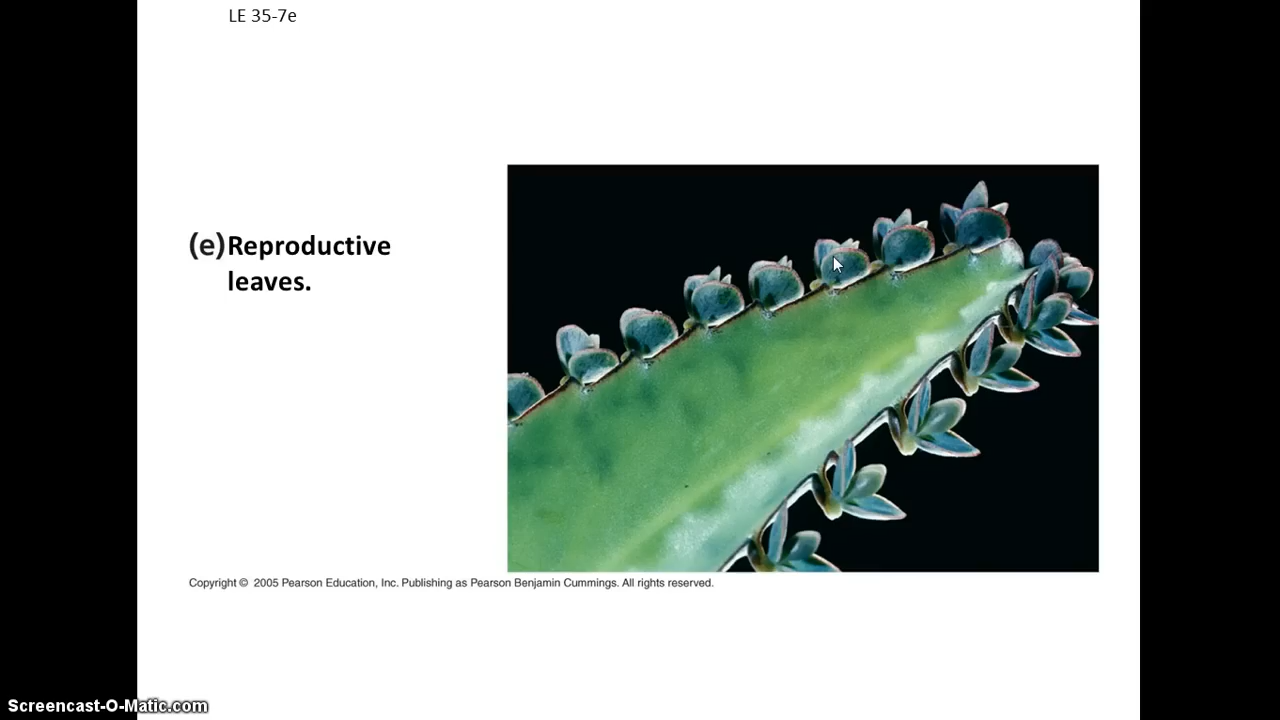 LE 35-7e
(e)Reproductive
leaves.
Copyright © 2005 Pearson Education, Inc. Publishing as Pearson Benjamin Cummings. All rights reserved.
Screencast-O-Matic.com